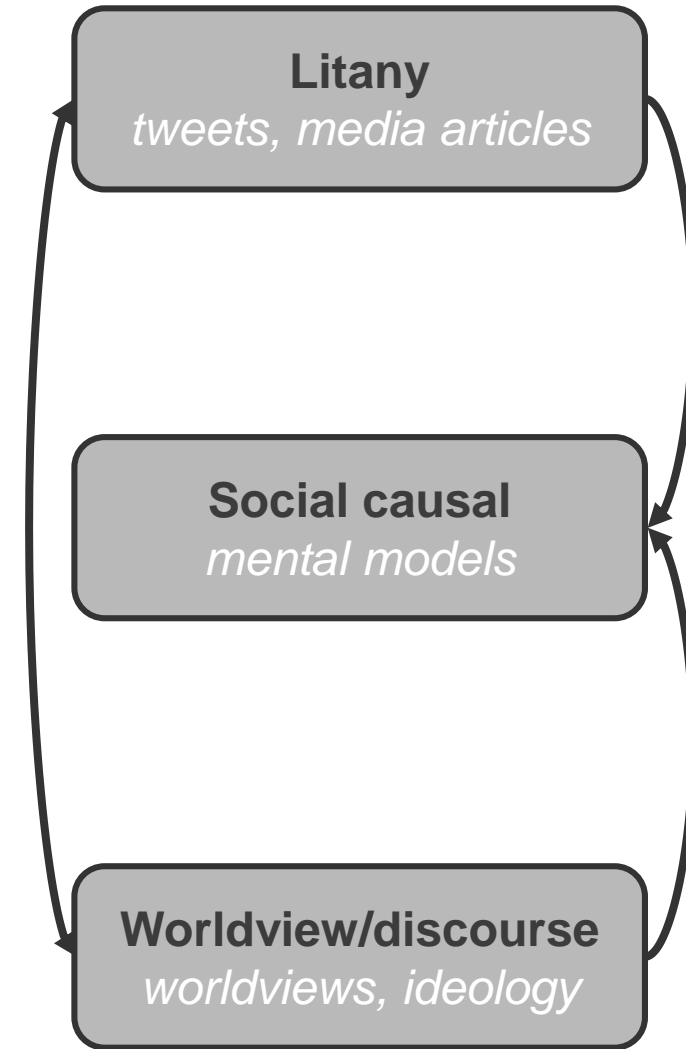 Litany
tweets, media articles
Social causal
mental models
Worldview/discourse
worldviews, ideology